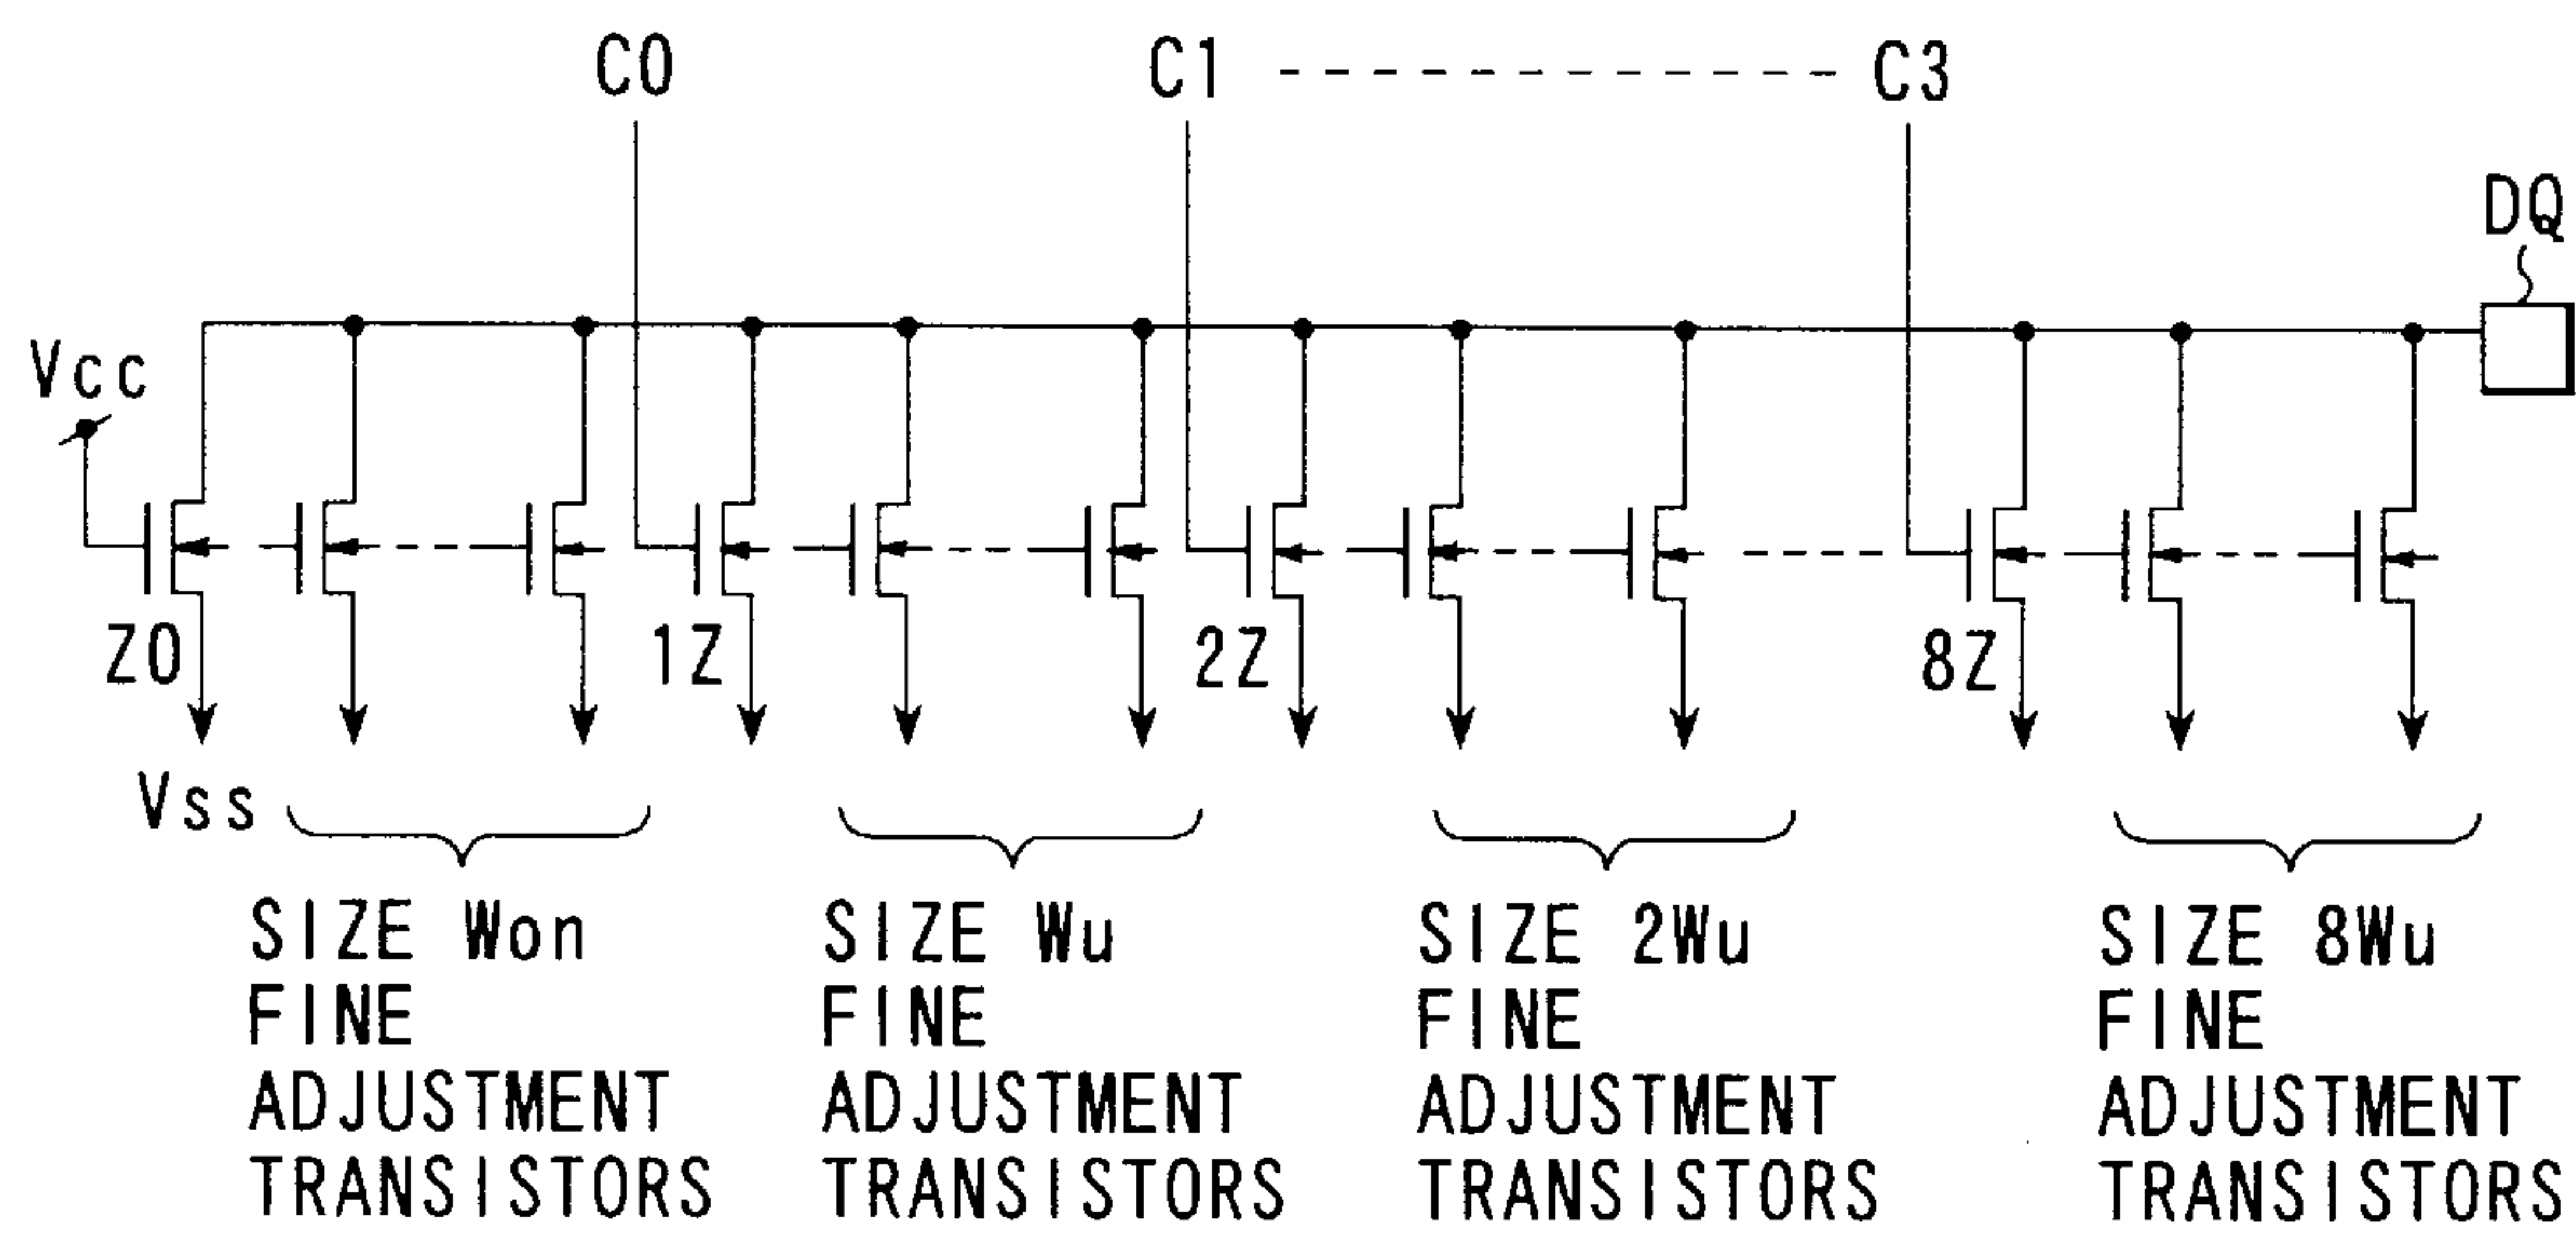 C0 C1 C3
DQ
Vcc
Z0 1Z 2Z 8Z
Vss
SIZE Won
FINE
ADJUSTMENT
TRANSISTORS
SIZE Wu
FINE
ADJUSTMENT
TRANSISTORS
SIZE 2Wu
FINE
ADJUSTMENT
TRANSISTORS
SIZE 8Wu
FINE
ADJUSTMENT
TRANSISTORS